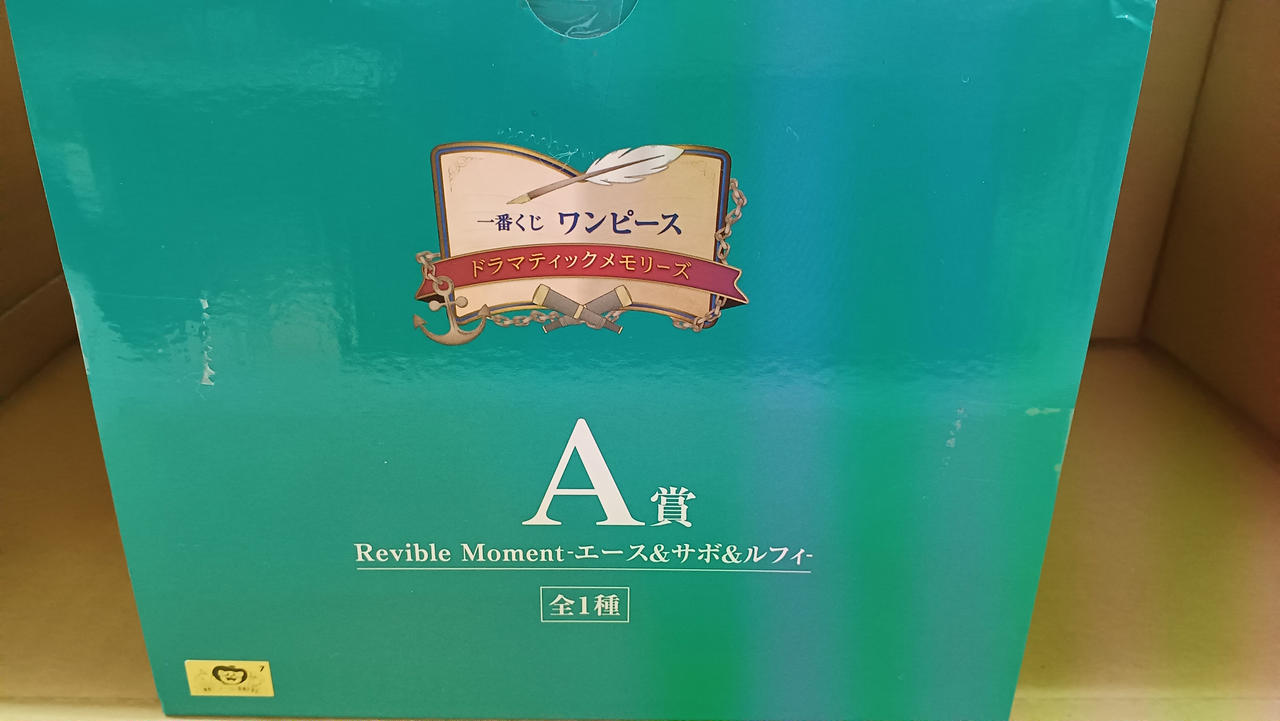 一番くじ ワンピース
ドラマティックメモリーズ
A賞
Revible Moment-エース&サボ&ルフィ-
全1種